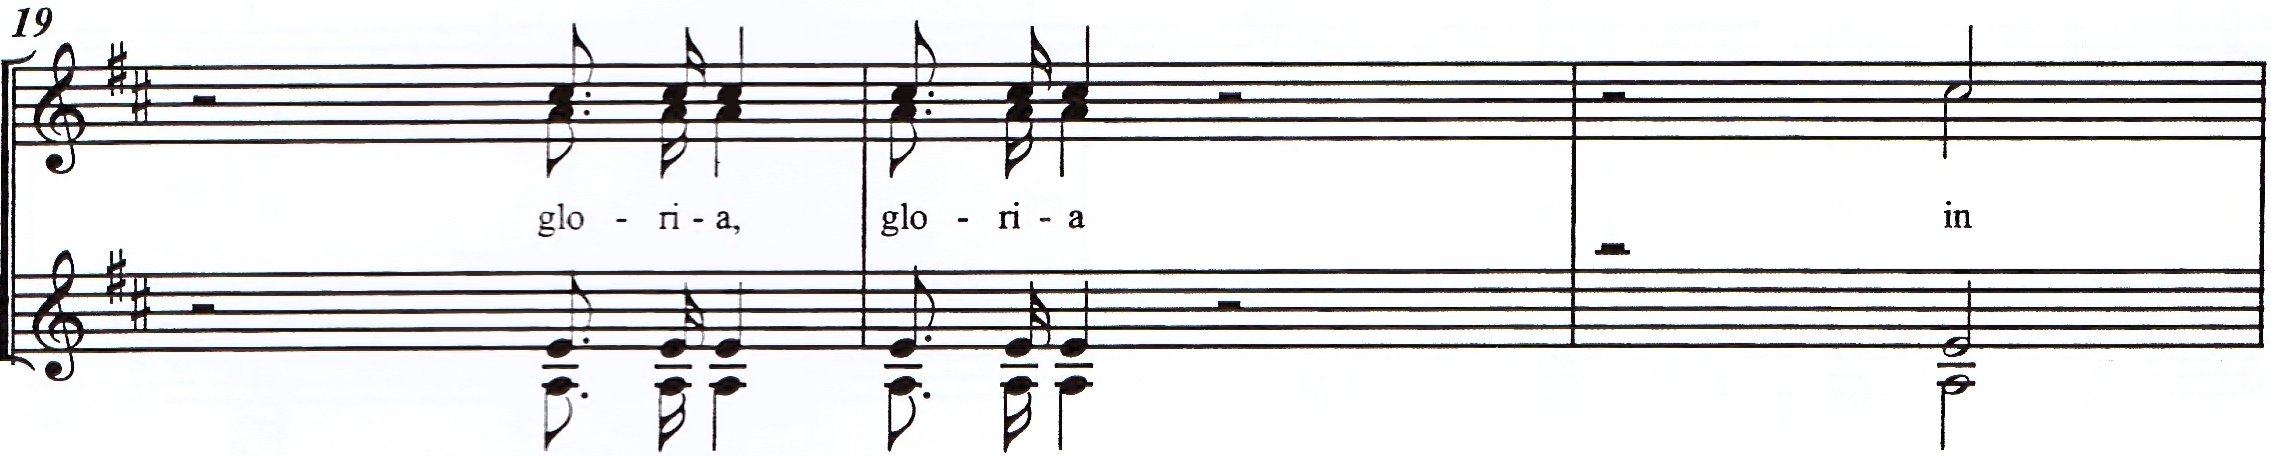 19
glo - ri - a, glo - ri - a in